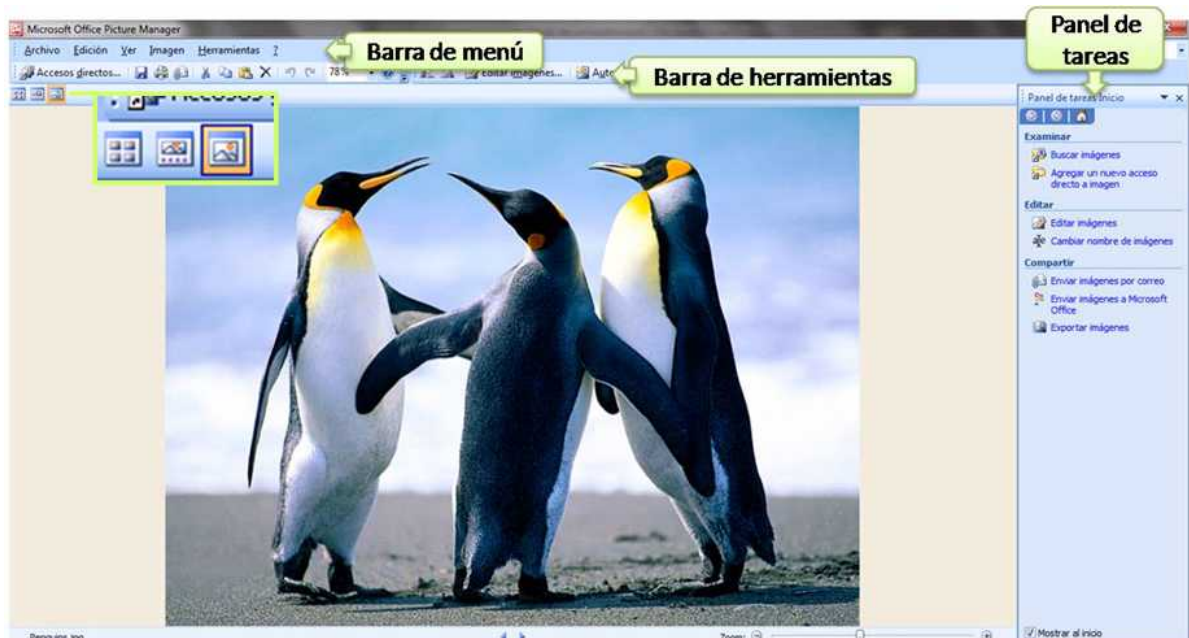 Microsoft Office Picture Manager
Panel de
tareas
Archivo Edición Ver Imagen Herramientas ?
Barra de menú
Accesos directos... 78% Editar imágenes...
Barra de herramientas
Panel de tareas Inicio
Examinar
Buscar imágenes
Agregar un nuevo acceso
directo a imagen
Editar
Editar imágenes
Cambiar nombre de imágenes
Compartir
Enviar imágenes por correo
Enviar imágenes a Microsoft
Office
Exportar imágenes
Penguins.jpg Zoom:
Mostrar al inicio